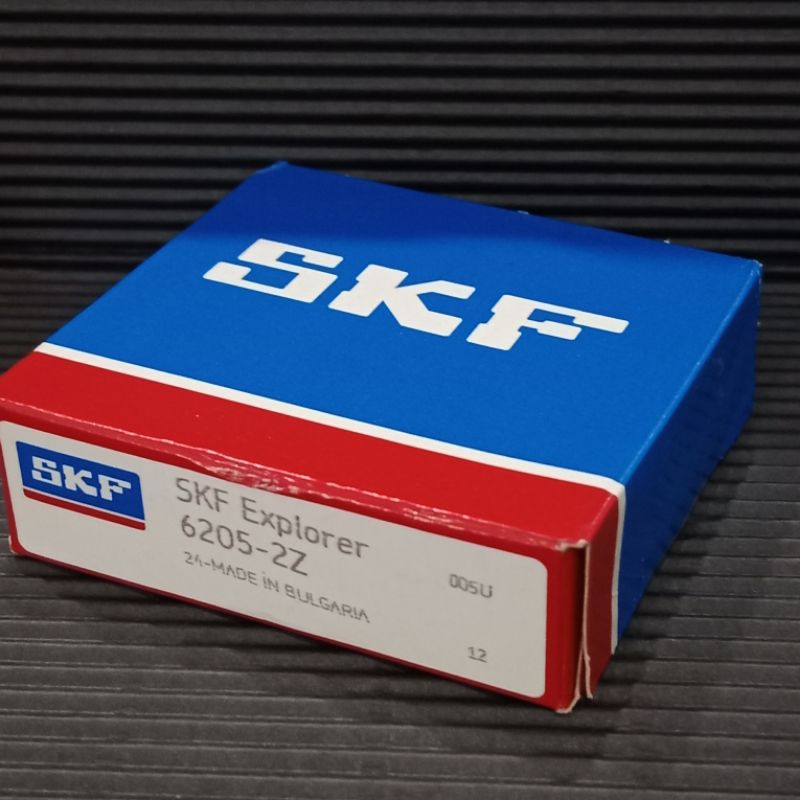 SKF
SKF
SKF Explorer
6205-2Z
24-MADE IN BULGARIA
005U
12